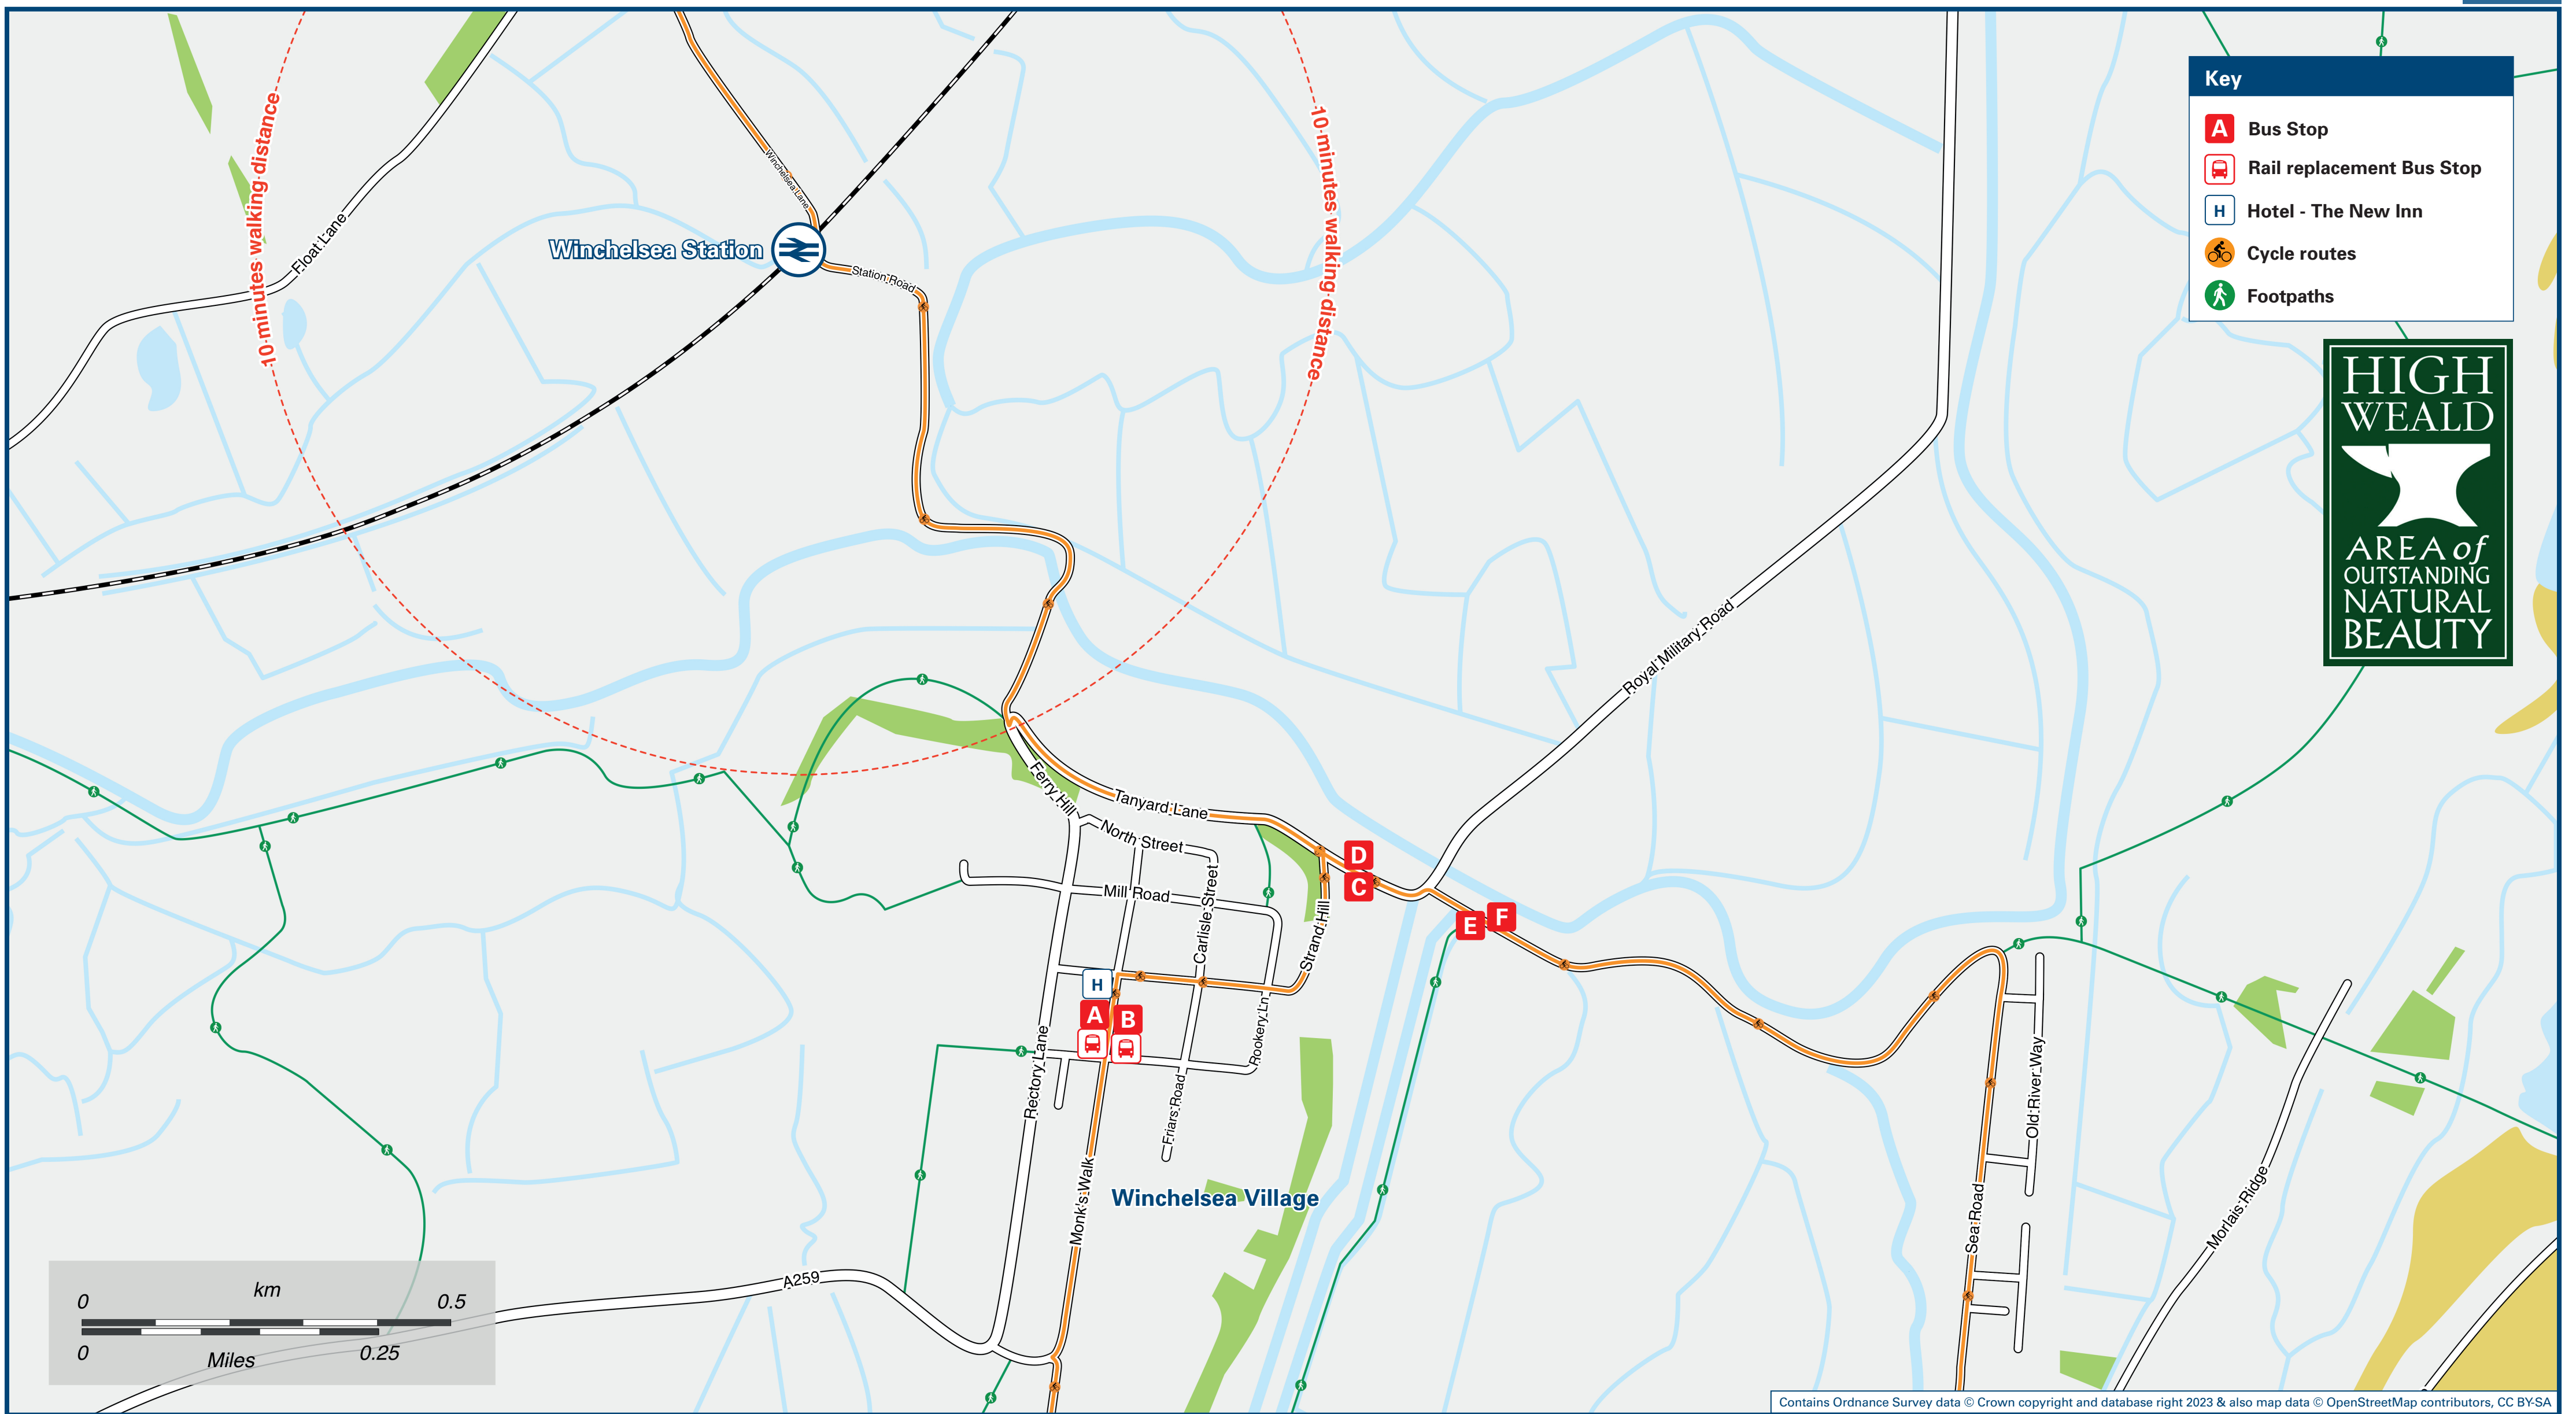 Key
A Bus Stop
Rail replacement Bus Stop
H Hotel - The New Inn
Cycle routes
Footpaths
HIGH
WEALD
AREA of
OUTSTANDING
NATURAL
BEAUTY
10 minutes walking distance
10 minutes walking distance
Float Lane
Winchelsea Lane
Winchelsea Station
Station Road
Royal Military Road
Ferry Hill
Tanyard Lane
North Street
Mill Road
Carlisle Street
Strand Hill
D
C
E
F
H
A
B
Rectory Lane
Rookery Ln
Friars Road
Monk's Walk
Winchelsea Village
Old River Way
Sea Road
Morlais Ridge
A259
km
0 0.5
0 0.25
Miles
Contains Ordnance Survey data © Crown copyright and database right 2023 & also map data © OpenStreetMap contributors, CC BY-SA